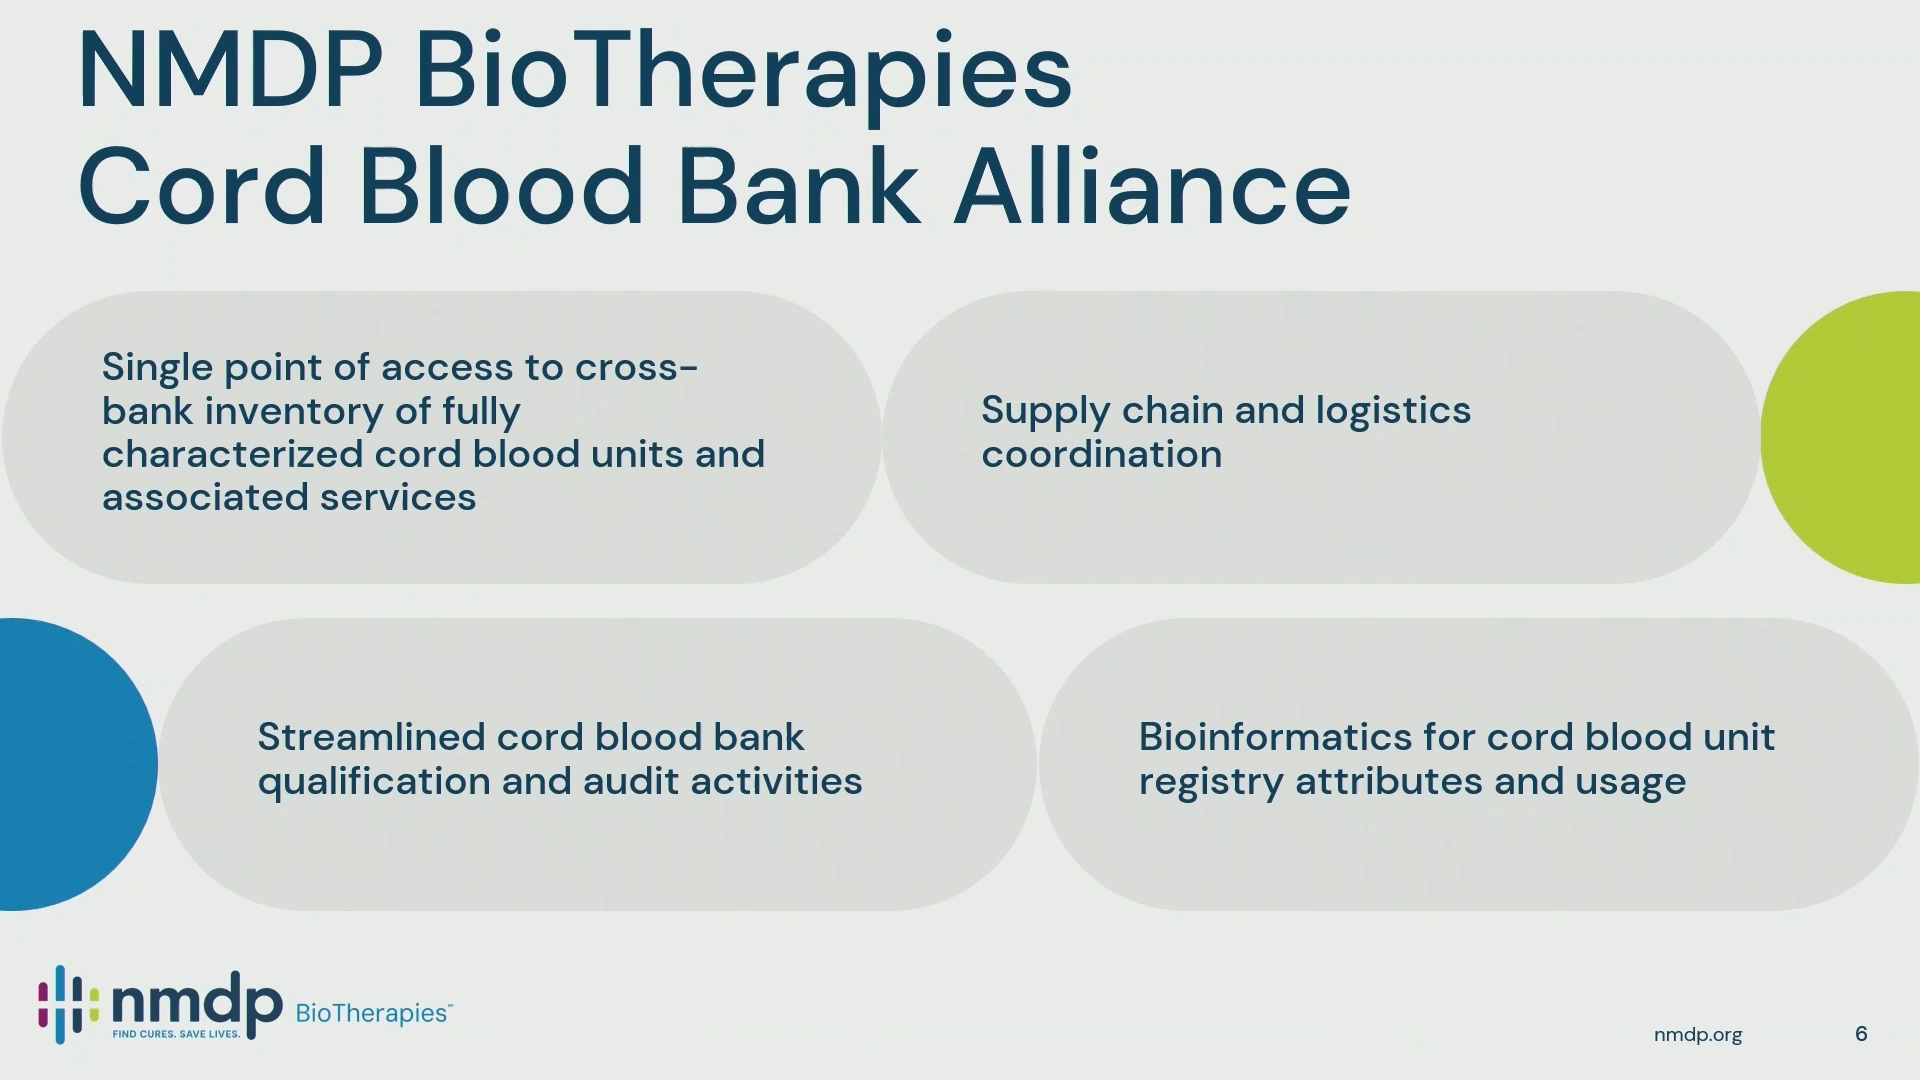 NMDP BioTherapies
Cord Blood Bank Alliance
Single point of access to cross-
bank inventory of fully
characterized cord blood units and
associated services
Supply chain and logistics
coordination
Streamlined cord blood bank
qualification and audit activities
Bioinformatics for cord blood unit
registry attributes and usage
nmdp BioTherapies℠
FIND CURES. SAVE LIVES.
nmdp.org
6